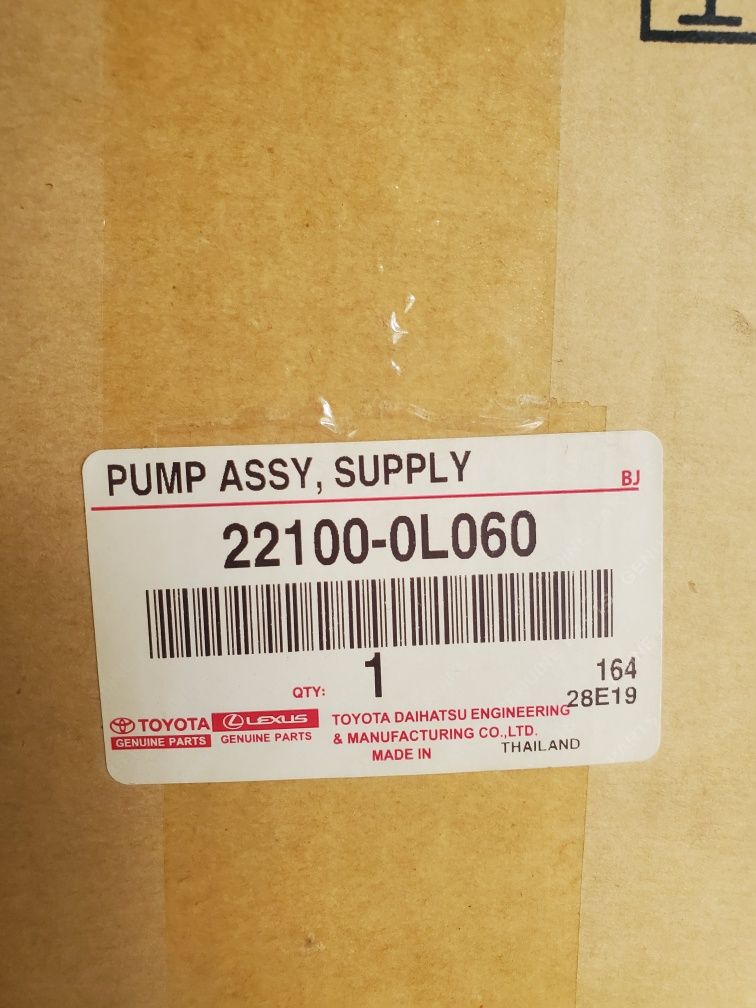 PUMP ASSY, SUPPLY
BJ
22100-0L060
QTY: 1
164
28E19
TOYOTA
GENUINE PARTS
LEXUS
GENUINE PARTS
TOYOTA DAIHATSU ENGINEERING
& MANUFACTURING CO.,LTD.
MADE IN THAILAND